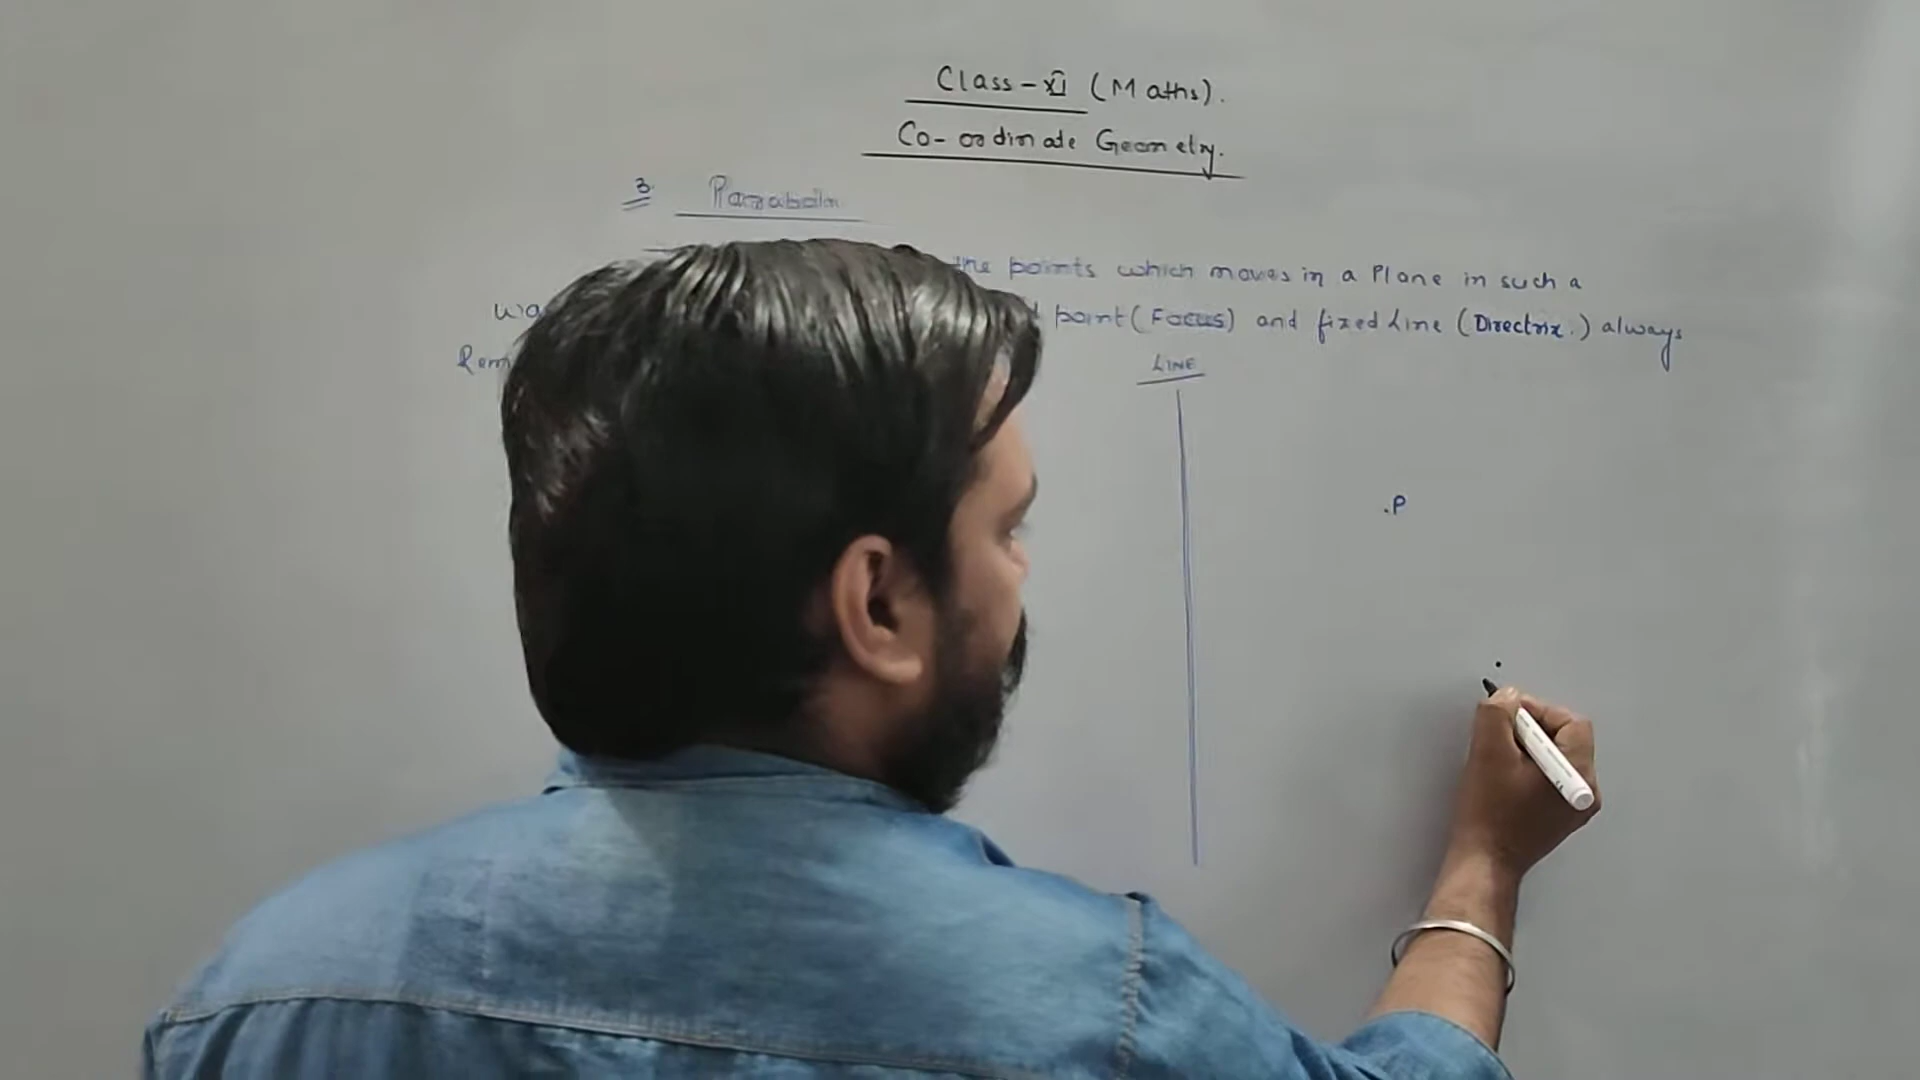 Class-XI (Maths).
Co-ordinate Geometry.
3. Parabola
the points which moves in a Plane in such a
point (Focus) and fixed Line (Directrix.) always
LINE
.P